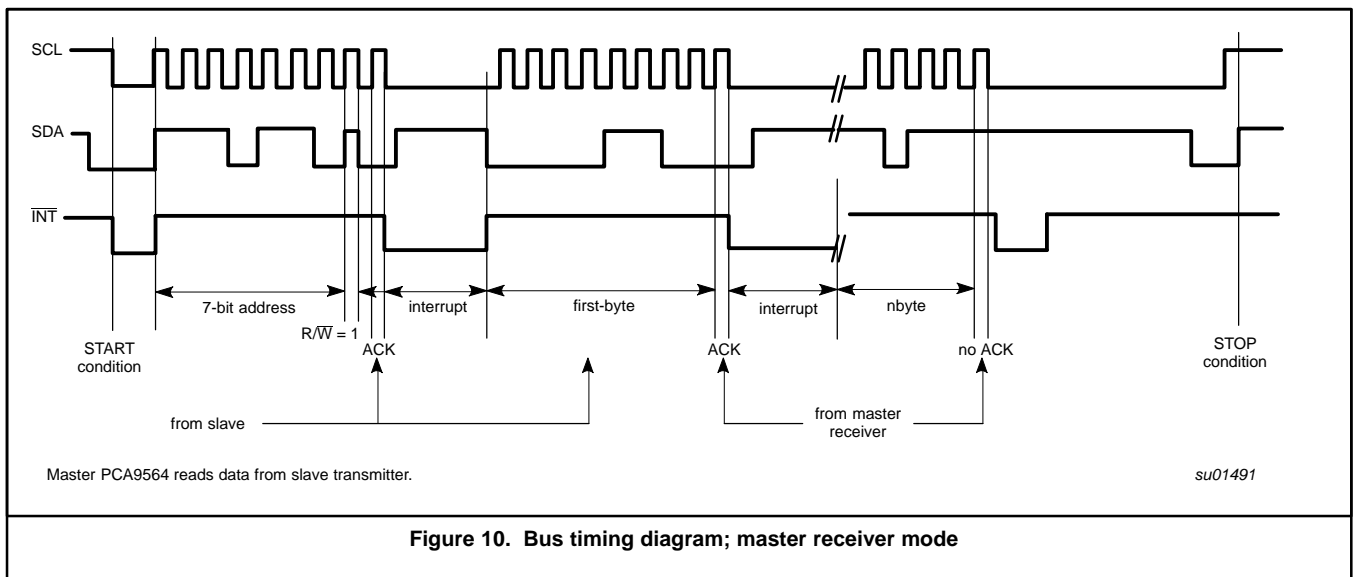 SCL
SDA
INT
7-bit address
interrupt
first-byte
interrupt
nbyte
R/W = 1
START
condition
ACK
ACK
no ACK
STOP
condition
from slave
from master
receiver
Master PCA9564 reads data from slave transmitter.
su01491
Figure 10. Bus timing diagram; master receiver mode